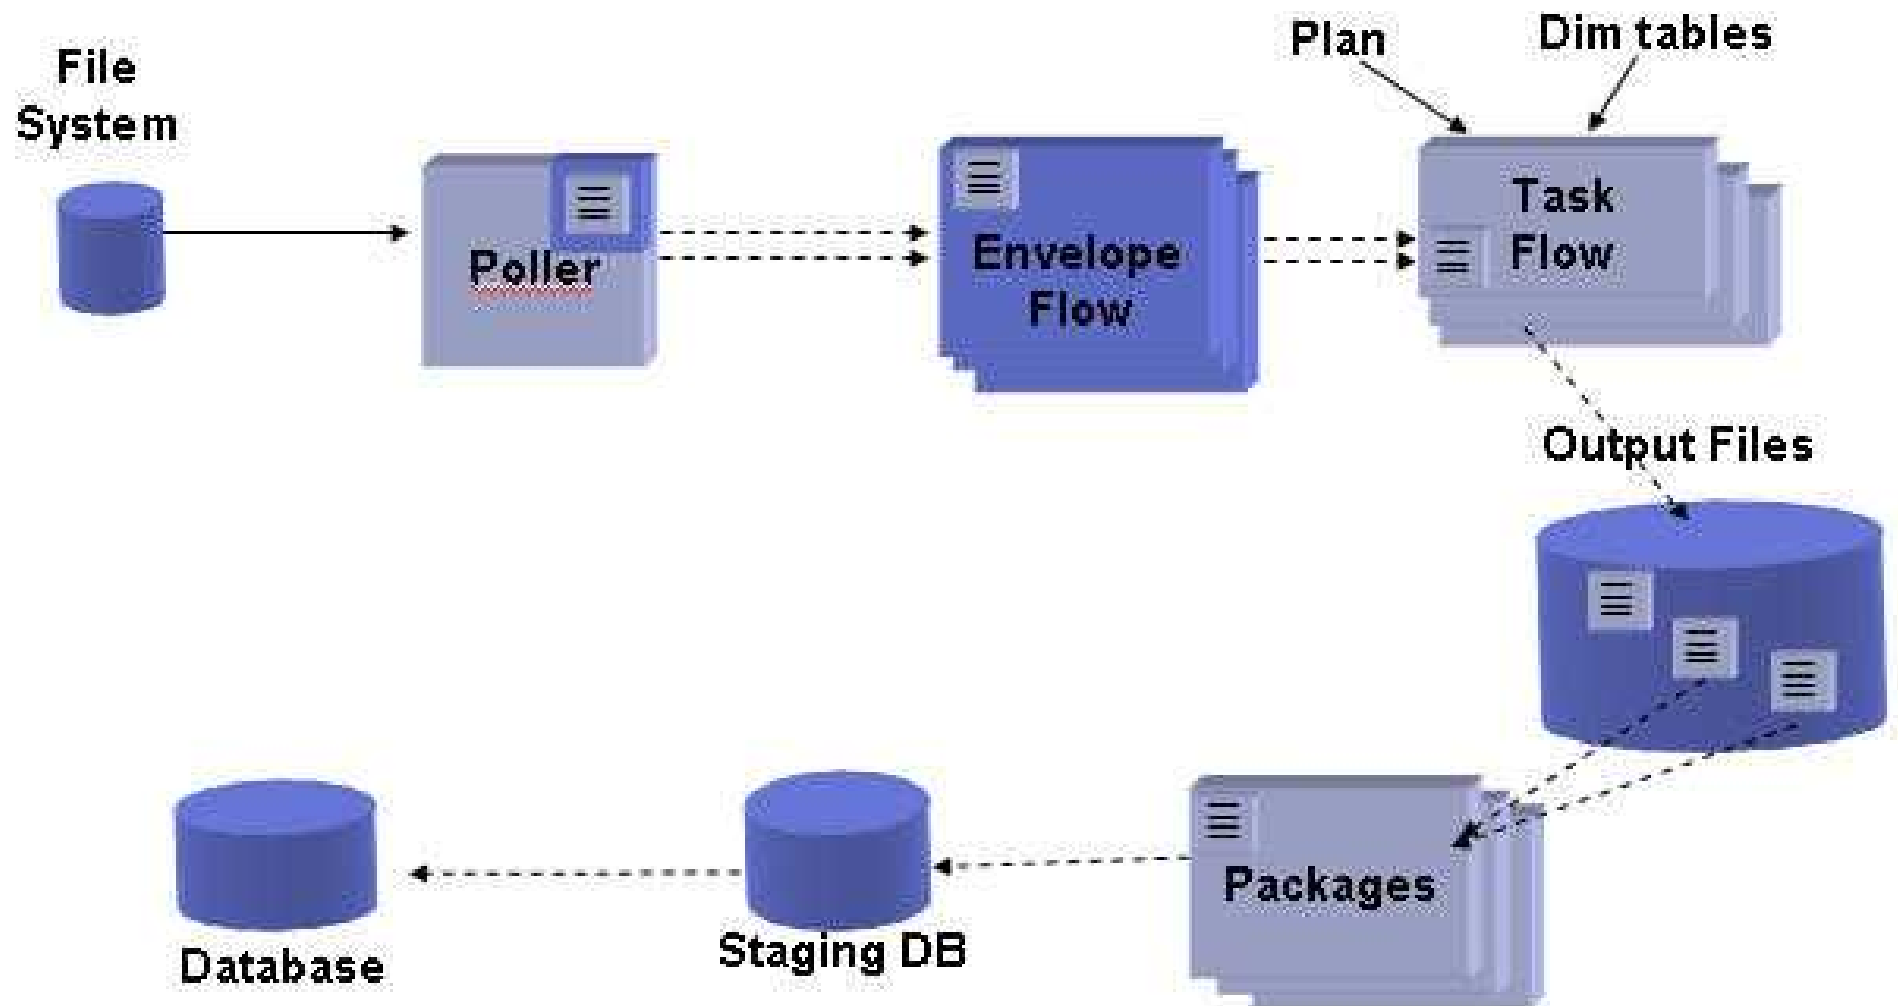 File
System
Poller
Envelope
Flow
Plan
Dim tables
Task
Flow
Output Files
Packages
Staging DB
Database